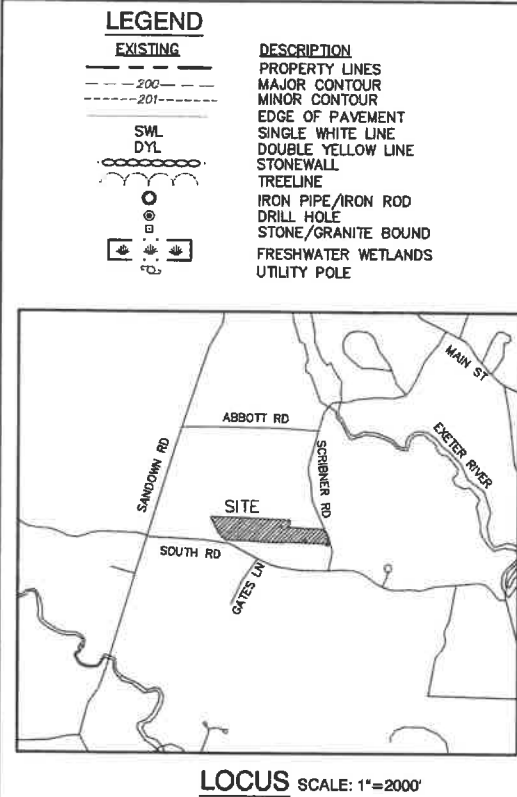 LEGEND
EXISTING DESCRIPTION
PROPERTY LINES
200 MAJOR CONTOUR
201 MINOR CONTOUR
EDGE OF PAVEMENT
SWL SINGLE WHITE LINE
DYL DOUBLE YELLOW LINE
STONEWALL
TREELINE
IRON PIPE/IRON ROD
DRILL HOLE
STONE/GRANITE BOUND
FRESHWATER WETLANDS
UTILITY POLE
MAIN ST
ABBOTT RD
SANDOWN RD
SCRIBNER RD
EXETER RIVER
SITE
SOUTH RD
GATES LN
LOCUS SCALE: 1"=2000'